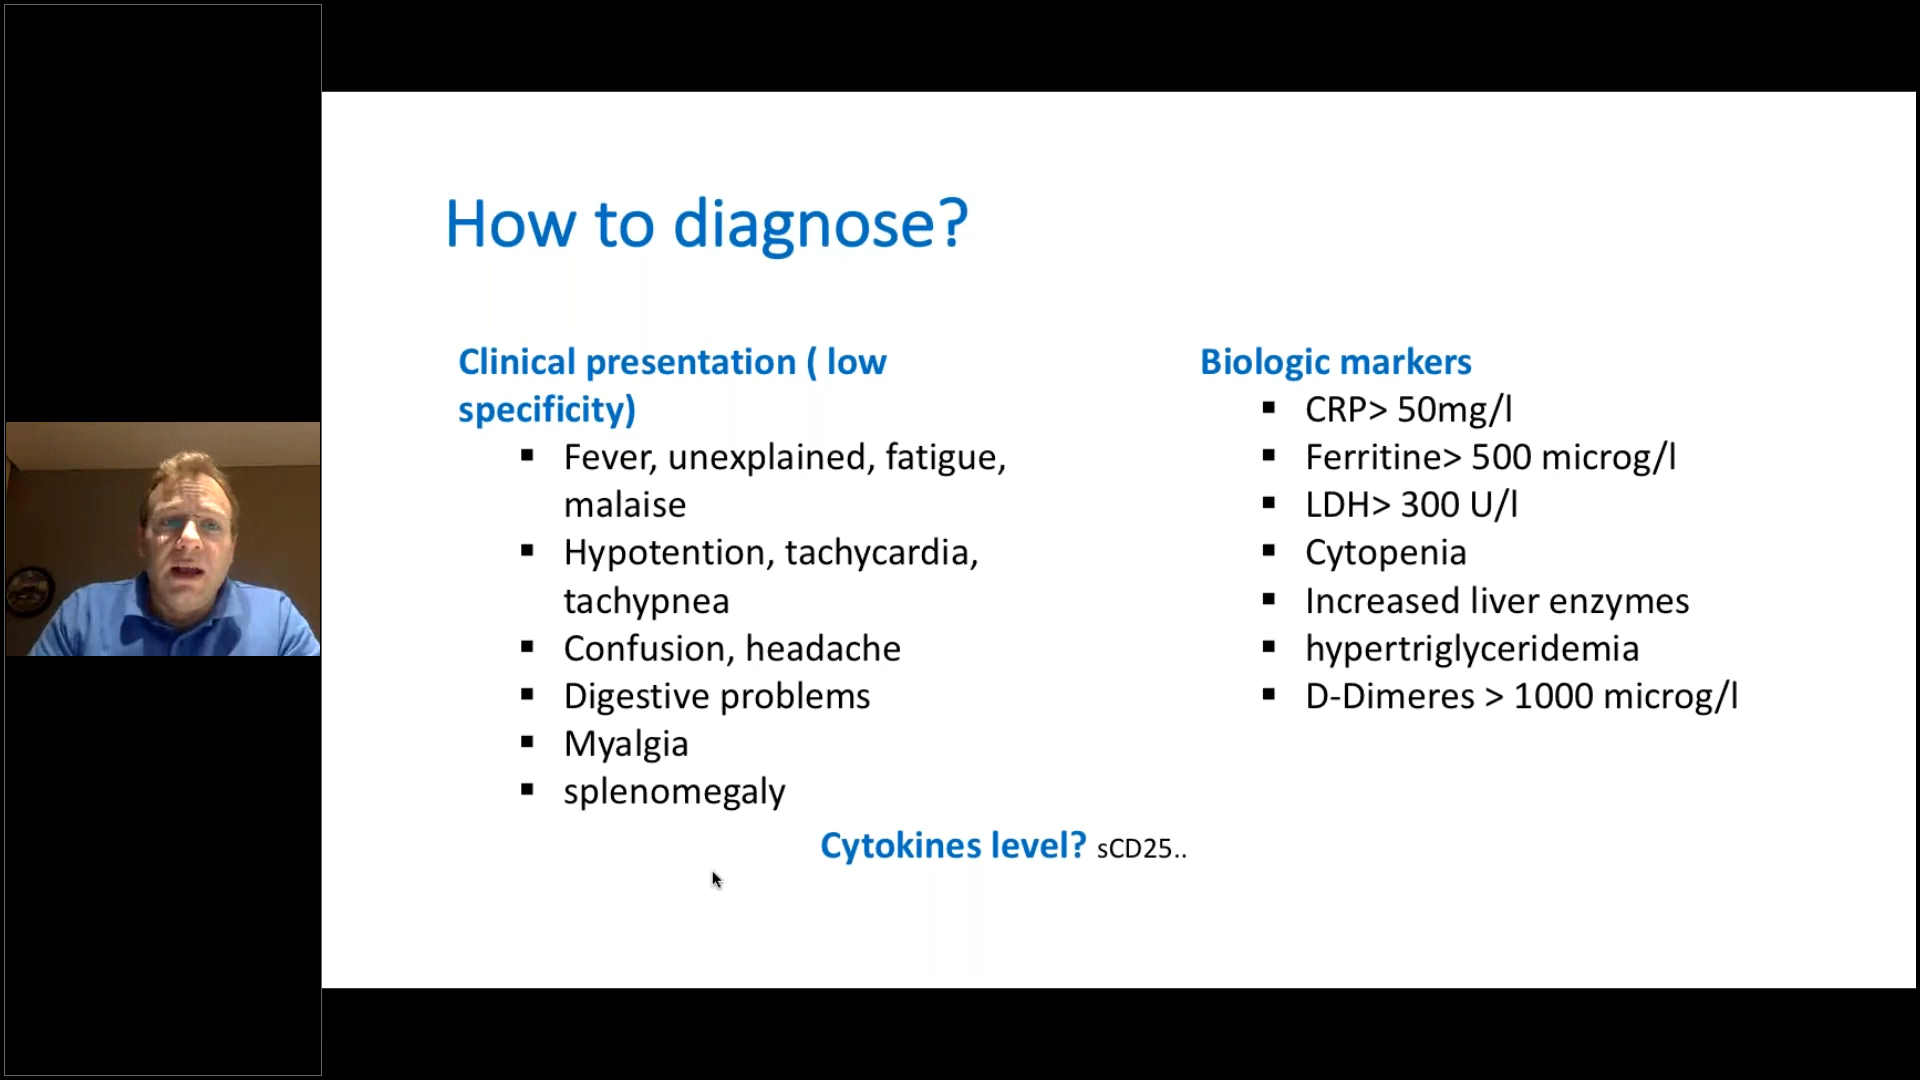 How to diagnose?
Clinical presentation ( low
specificity)
▪ Fever, unexplained, fatigue,
malaise
▪ Hypotention, tachycardia,
tachypnea
▪ Confusion, headache
▪ Digestive problems
▪ Myalgia
▪ splenomegaly
Biologic markers
▪ CRP> 50mg/l
▪ Ferritine> 500 microg/l
▪ LDH> 300 U/l
▪ Cytopenia
▪ Increased liver enzymes
▪ hypertriglyceridemia
▪ D-Dimeres > 1000 microg/l
Cytokines level? sCD25..